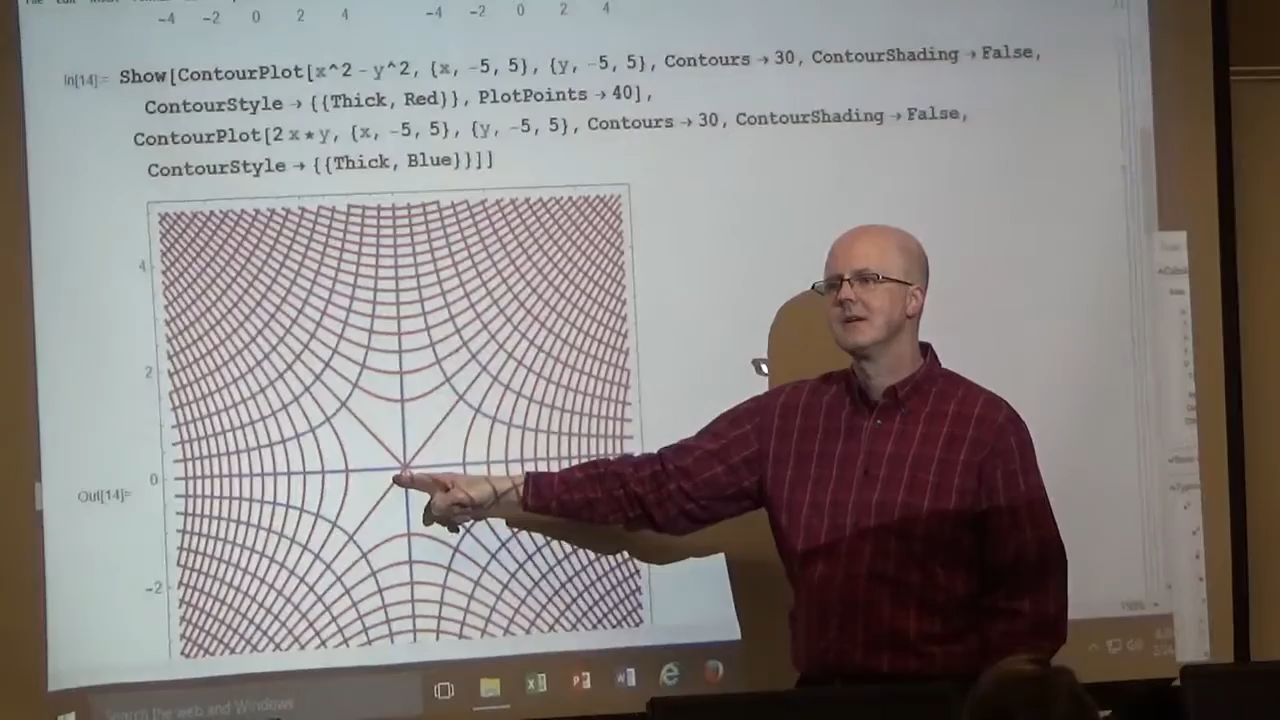 -4 -2 0 2 4 -4 -2 0 2 4
In[14]:= Show[ContourPlot[x^2 - y^2, {x, -5, 5}, {y, -5, 5}, Contours → 30, ContourShading → False,
ContourStyle → {{Thick, Red}}, PlotPoints → 40],
ContourPlot[2 x * y, {x, -5, 5}, {y, -5, 5}, Contours → 30, ContourShading → False,
ContourStyle → {{Thick, Blue}}]]
4
2
0
Out[14]=
-2
Search the web and Windows